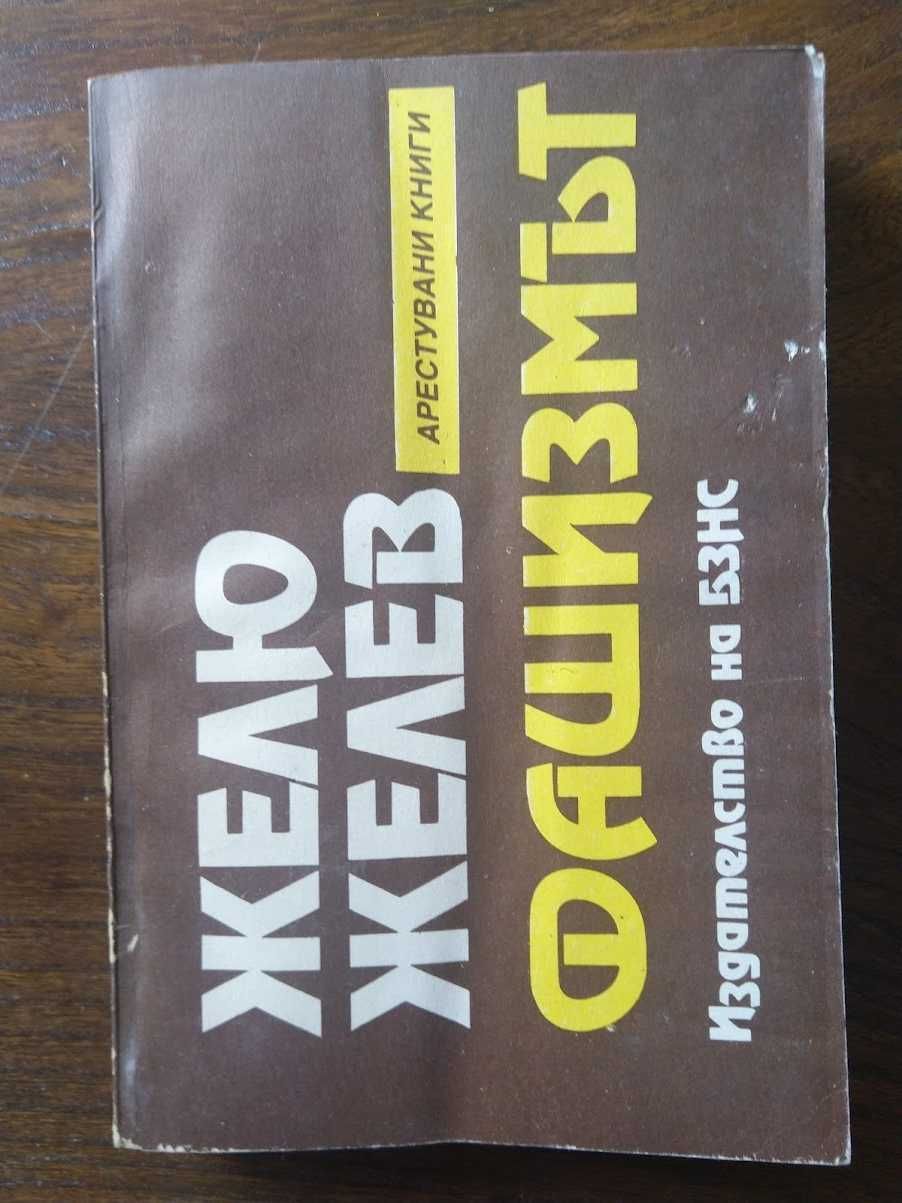 ЖЕЛЮ
ЖЕЛЕВ
АРЕСТУВАНИ КНИГИ
ФАШИЗМЪТ
Издателство на БЗНС